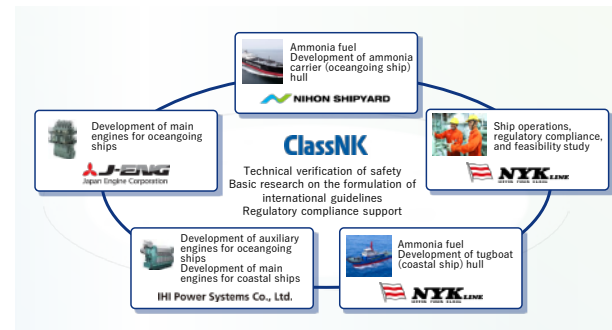 Ammonia fuel
Development of ammonia
carrier (oceangoing ship)
hull
NIHON SHIPYARD
Development of main
engines for oceangoing
ships
J-ENG
Japan Engine Corporation
ClassNK
Technical verification of safety
Basic research on the formulation of
international guidelines
Regulatory compliance support
Ship operations,
regulatory compliance,
and feasibility study
NYK LINE
Development of auxiliary
engines for oceangoing
ships
Development of main
engines for coastal ships
IHI Power Systems Co., Ltd.
Ammonia fuel
Development of tugboat
(coastal ship) hull
NYK LINE